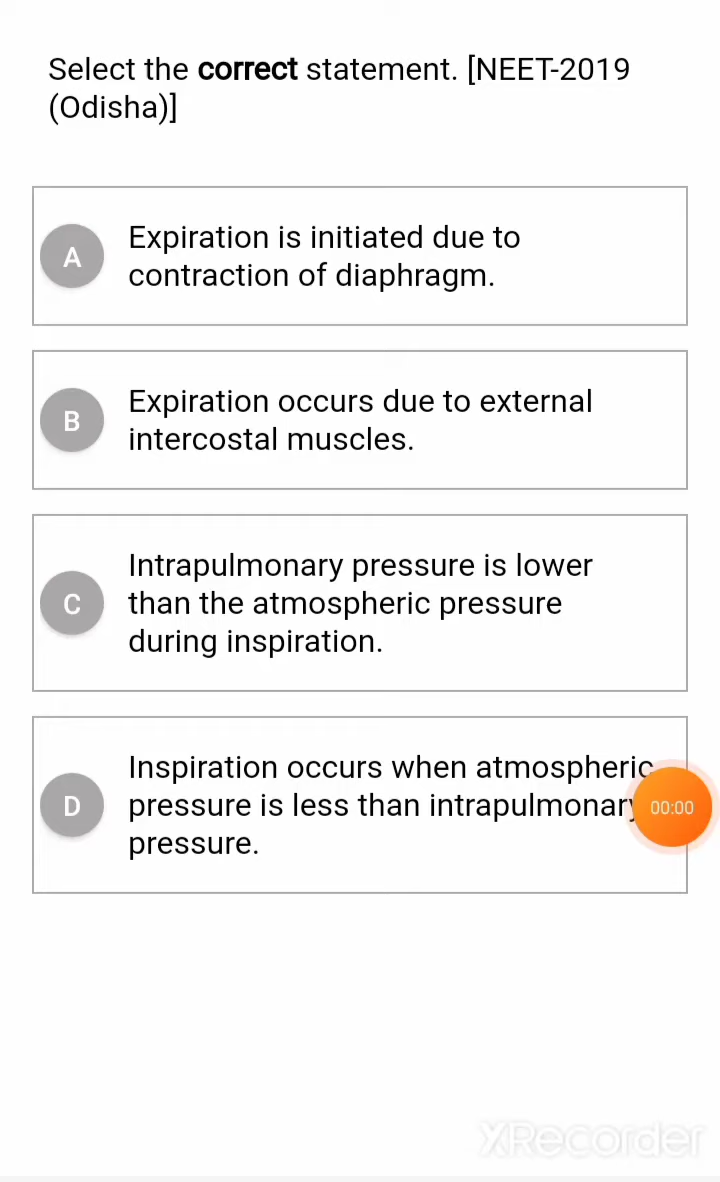 Select the correct statement. [NEET-2019
(Odisha)]
A
Expiration is initiated due to
contraction of diaphragm.
B
Expiration occurs due to external
intercostal muscles.
C
Intrapulmonary pressure is lower
than the atmospheric pressure
during inspiration.
D
Inspiration occurs when atmospheric
pressure is less than intrapulmonary
pressure.
00:00
XRecorder